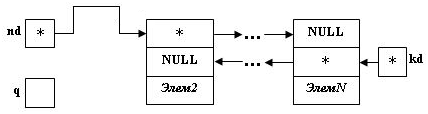 nd * * ... NULL
NULL ... * * kd
q Элем2 ЭлемN